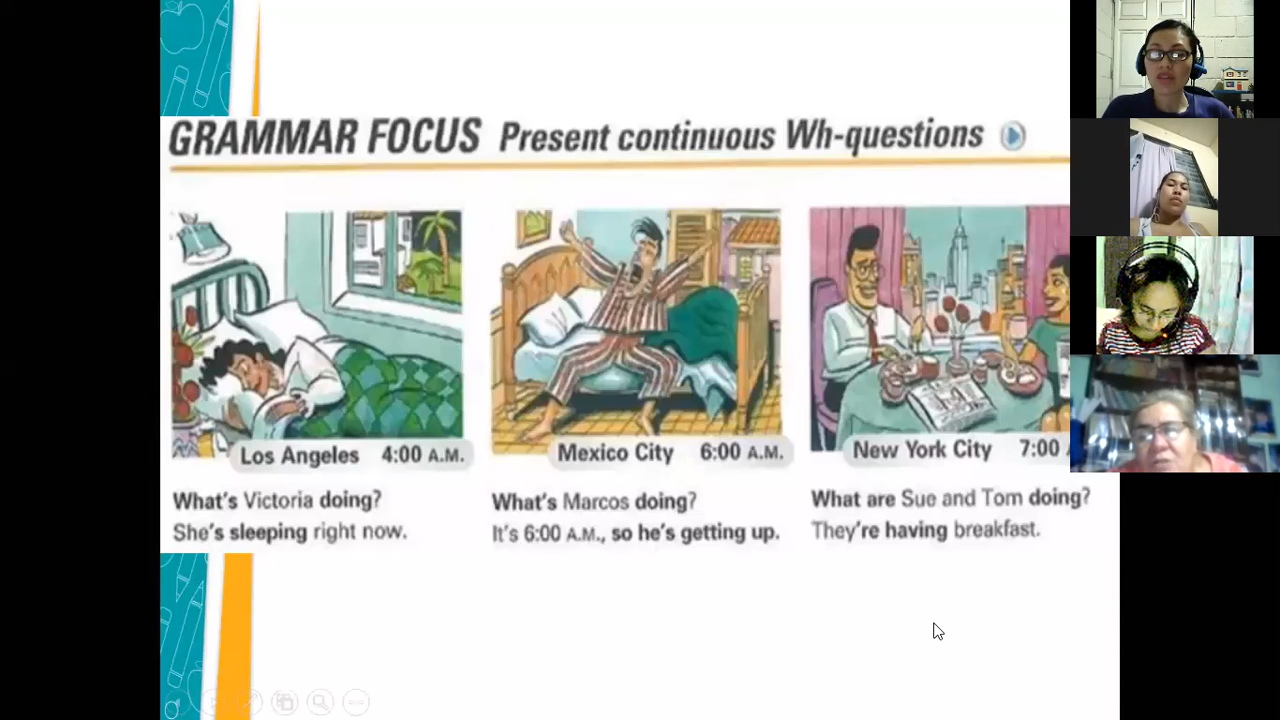 GRAMMAR FOCUS Present continuous Wh-questions
Los Angeles 4:00 A.M.
Mexico City 6:00 A.M.
New York City 7:00
What's Victoria doing?
She's sleeping right now.
What's Marcos doing?
It's 6:00 A.M., so he's getting up.
What are Sue and Tom doing?
They're having breakfast.